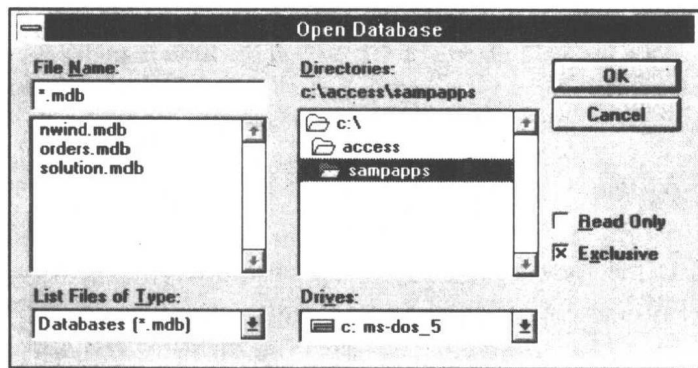 Open Database
File Name:
*.mdb
nwind.mdb
orders.mdb
solution.mdb
List Files of Type:
Databases (*.mdb)
Directories:
c:\access\sampapps
c:\
access
sampapps
Drives:
c: ms-dos_5
OK
Cancel
Read Only
Exclusive